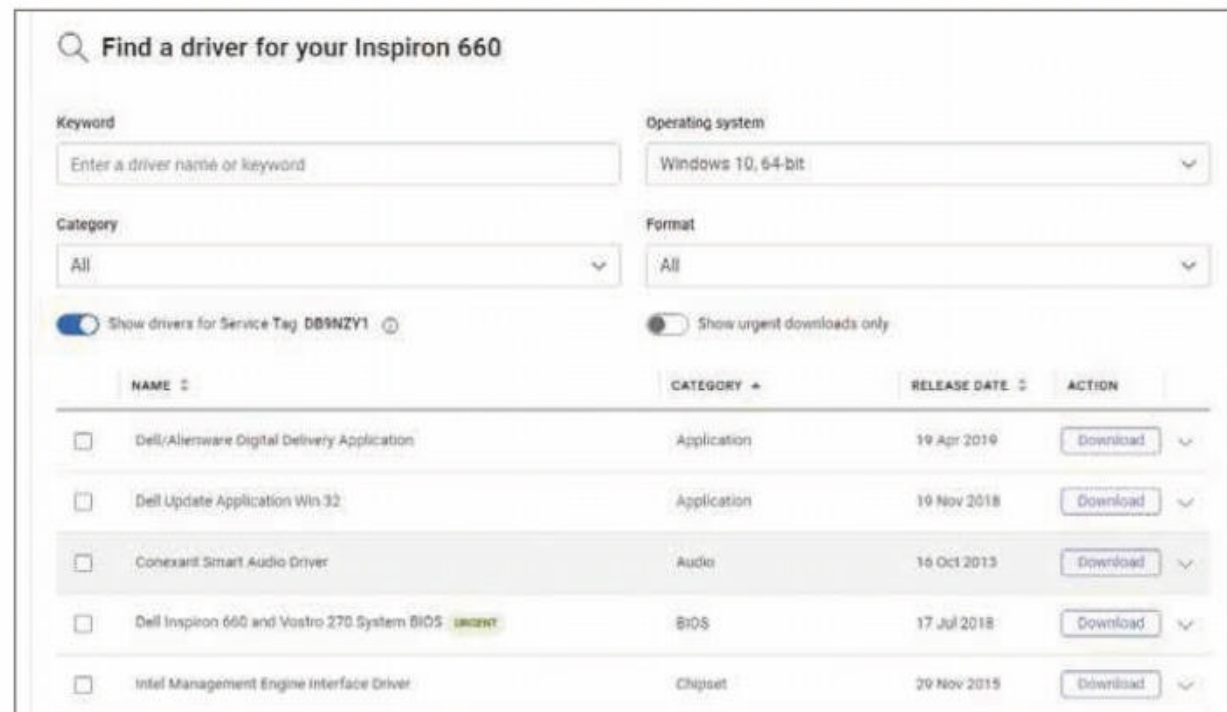 Find a driver for your Inspiron 660
Keyword
Operating system
Enter a driver name or keyword
Windows 10, 64-bit
Category
Format
All
All
Show drivers for Service Tag DB9NZY1
Show urgent downloads only
NAME CATEGORY RELEASE DATE ACTION
Dell/Alienware Digital Delivery Application Application 19 Apr 2019 Download
Dell Update Application Win 32 Application 19 Nov 2018 Download
Conexant Smart Audio Driver Audio 16 Oct 2013 Download
Dell Inspiron 660 and Vostro 270 System BIOS URGENT BIOS 17 Jul 2018 Download
Intel Management Engine Interface Driver Chipset 29 Nov 2015 Download